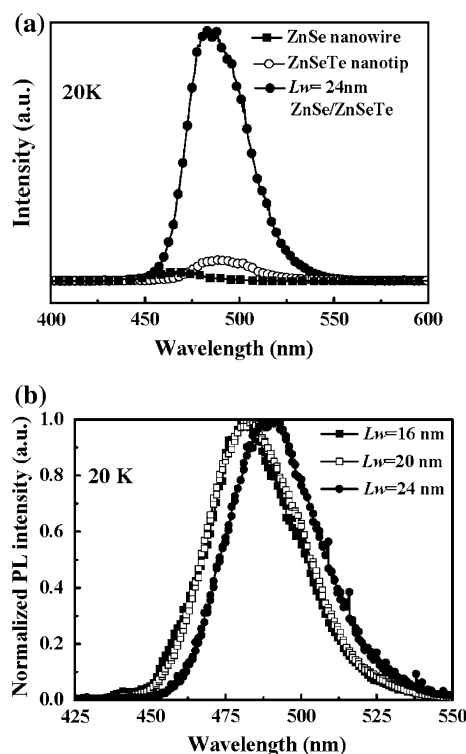 (a)
ZnSe nanowire
ZnSeTe nanotip
Lw= 24nm
ZnSe/ZnSeTe
20K
Intensity (a.u.)
400 450 500 550 600
Wavelength (nm)
(b)
1.0
0.8
0.6
0.4
0.2
0.0
Normalized PL intensity (a.u.)
20 K
Lw=16 nm
Lw=20 nm
Lw=24 nm
425 450 475 500 525 550
Wavelength (nm)